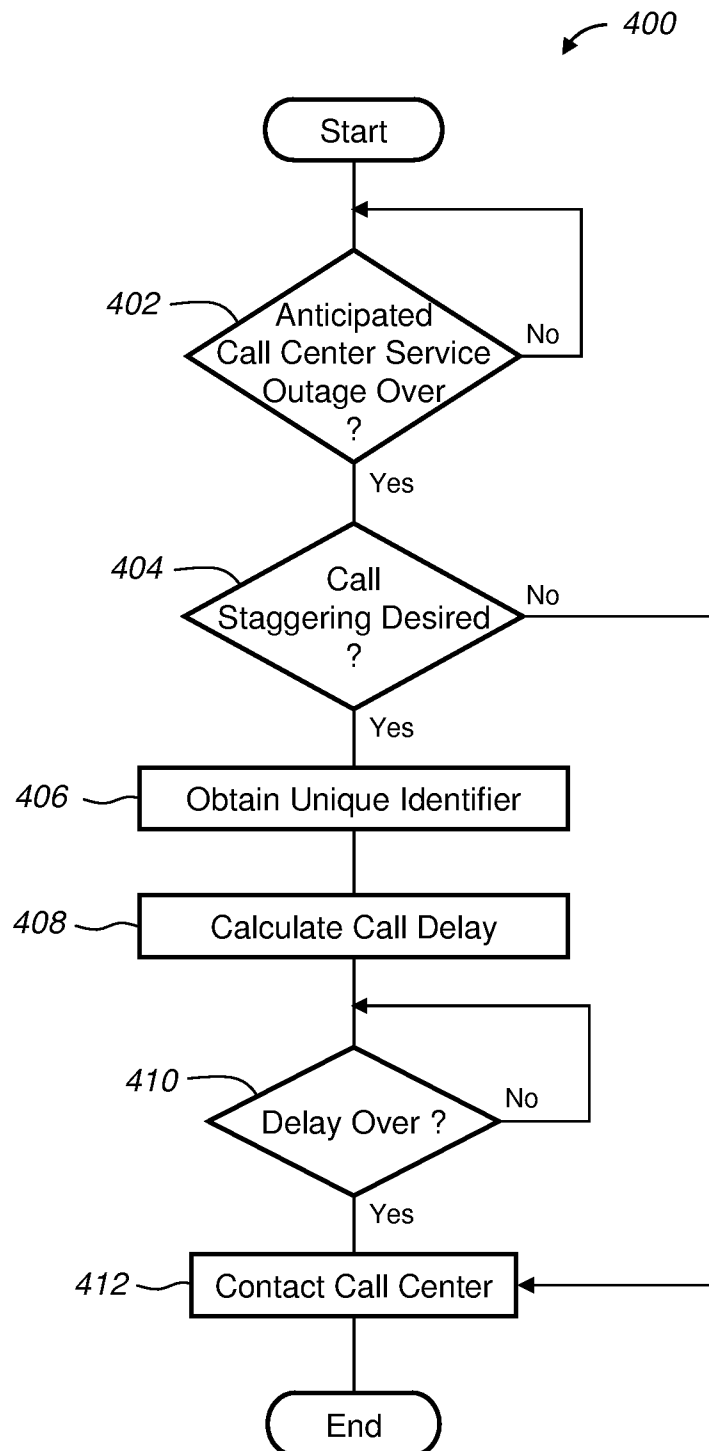 400
Start
402
Anticipated
Call Center Service
Outage Over
?
No
Yes
404
Call
Staggering Desired
?
No
Yes
406
Obtain Unique Identifier
408
Calculate Call Delay
410
Delay Over ?
No
Yes
412
Contact Call Center
End